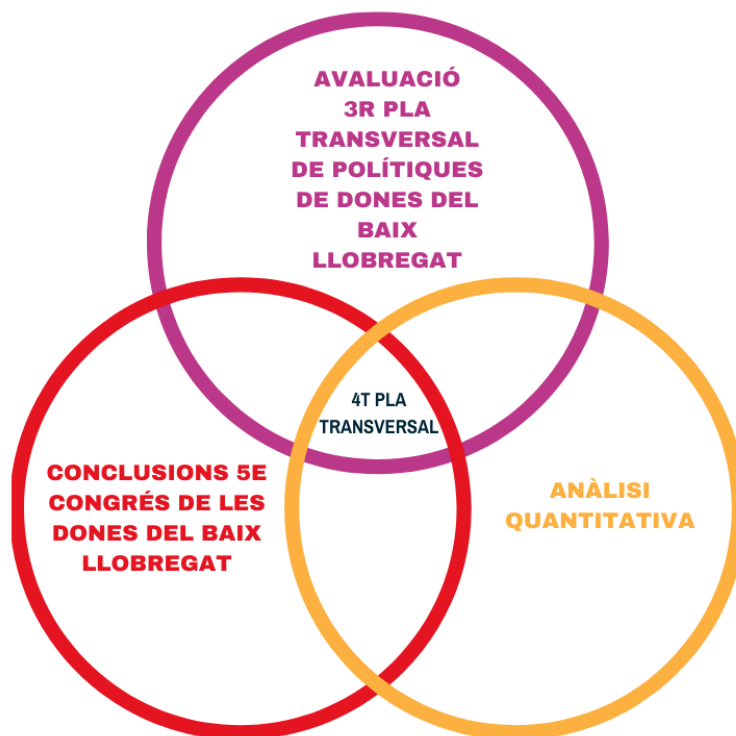 AVALUACIÓ
3R PLA
TRANSVERSAL
DE POLÍTIQUES
DE DONES DEL
BAIX
LLOBREGAT
4T PLA
TRANSVERSAL
CONCLUSIONS 5E
CONGRÉS DE LES
DONES DEL BAIX
LLOBREGAT
ANÀLISI
QUANTITATIVA